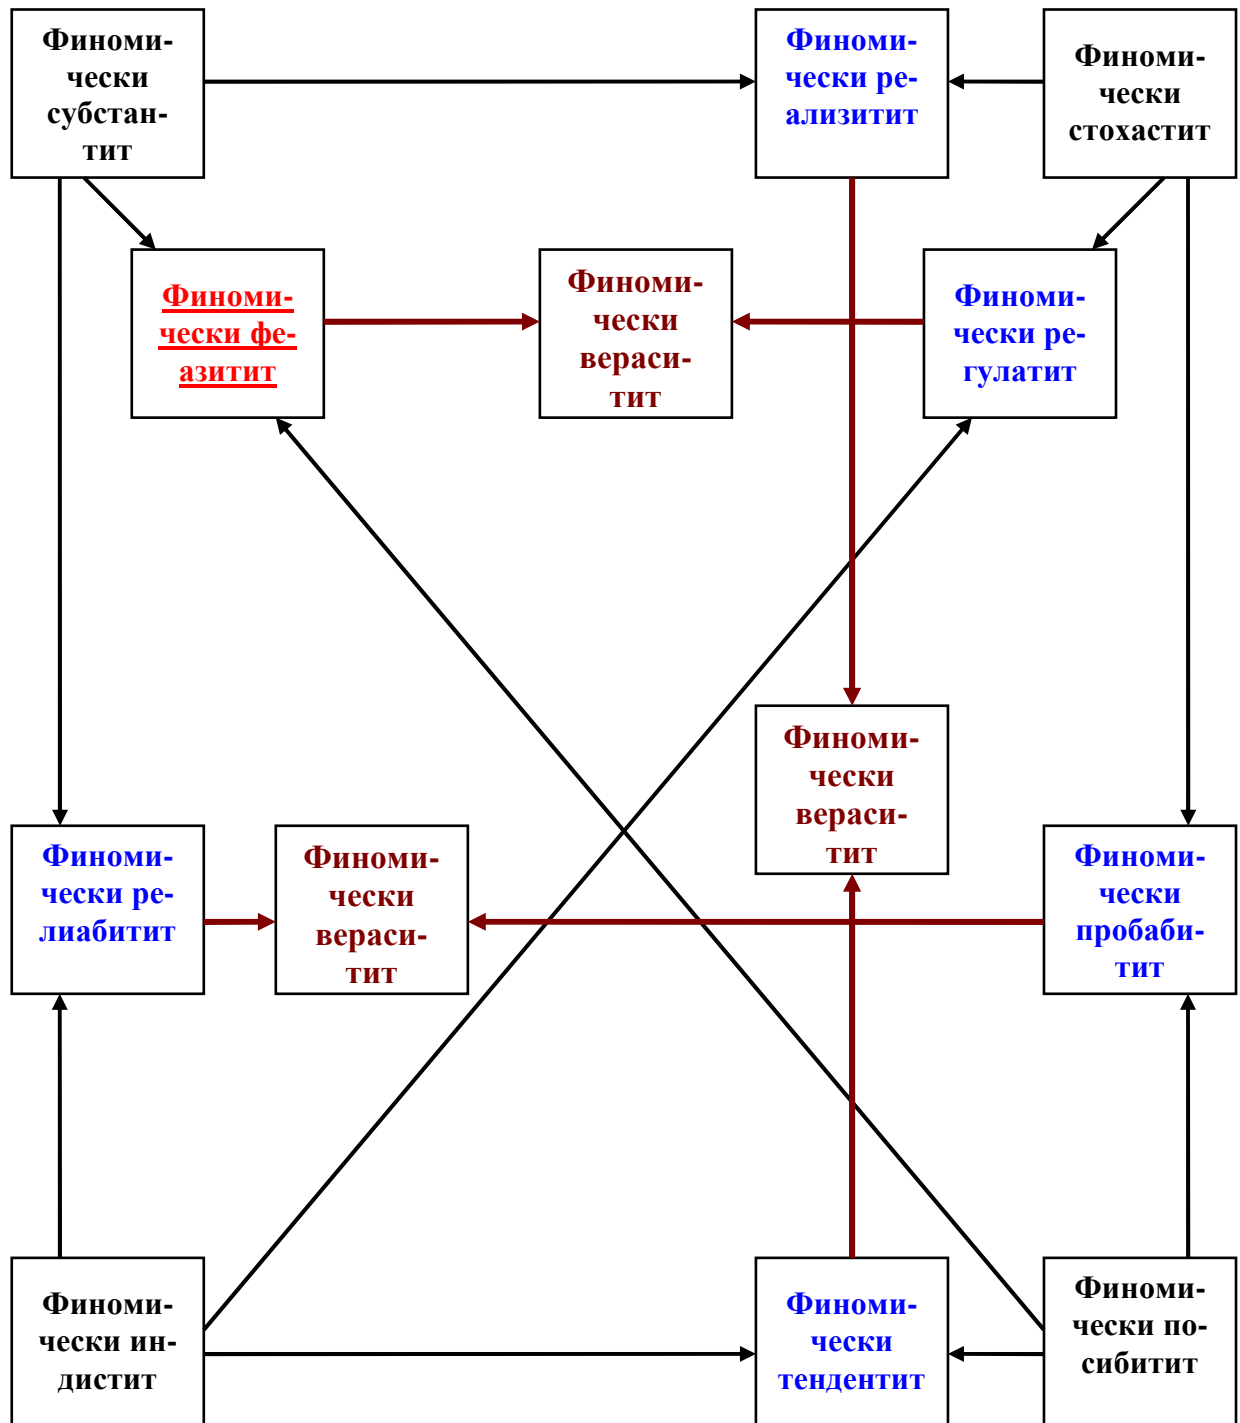 Финоми-
чески
субстан-
тит
Финоми-
чески ре-
ализитит
Финоми-
чески
стохастит
Финоми-
чески фе-
азитит
Финоми-
чески
вераси-
тит
Финоми-
чески ре-
гулатит
Финоми-
чески
вераси-
тит
Финоми-
чески ре-
лиабитит
Финоми-
чески
вераси-
тит
Финоми-
чески
пробаби-
тит
Финоми-
чески ин-
дистит
Финоми-
чески
тендентит
Финоми-
чески по-
сибитит